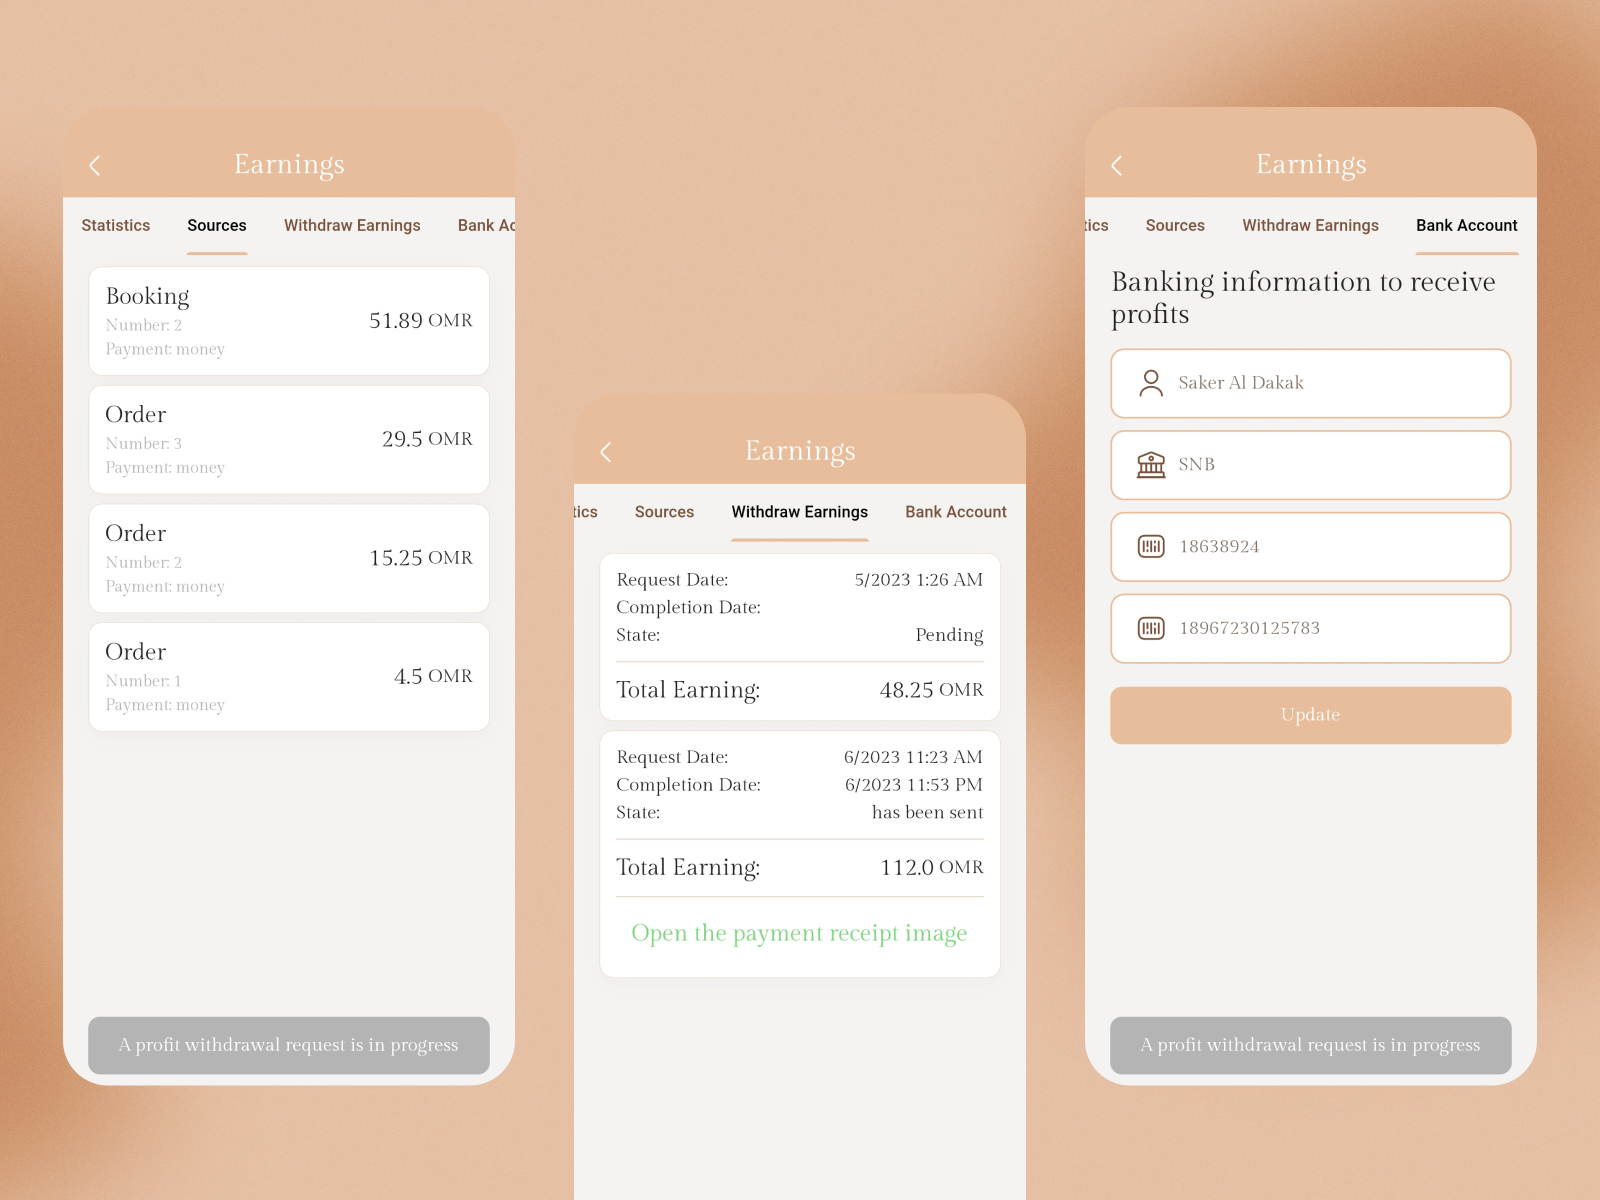 Earnings
Statistics Sources Withdraw Earnings Bank Ac
Booking
Number: 2
Payment: money
51.89 OMR
Order
Number: 3
Payment: money
29.5 OMR
Order
Number: 2
Payment: money
15.25 OMR
Order
Number: 1
Payment: money
4.5 OMR
A profit withdrawal request is in progress
Earnings
tics Sources Withdraw Earnings Bank Account
Request Date: 5/2023 1:26 AM
Completion Date:
State: Pending
Total Earning: 48.25 OMR
Request Date: 6/2023 11:23 AM
Completion Date: 6/2023 11:53 PM
State: has been sent
Total Earning: 112.0 OMR
Open the payment receipt image
Earnings
tics Sources Withdraw Earnings Bank Account
Banking information to receive
profits
Saker Al Dakak
SNB
18638924
18967230125783
Update
A profit withdrawal request is in progress